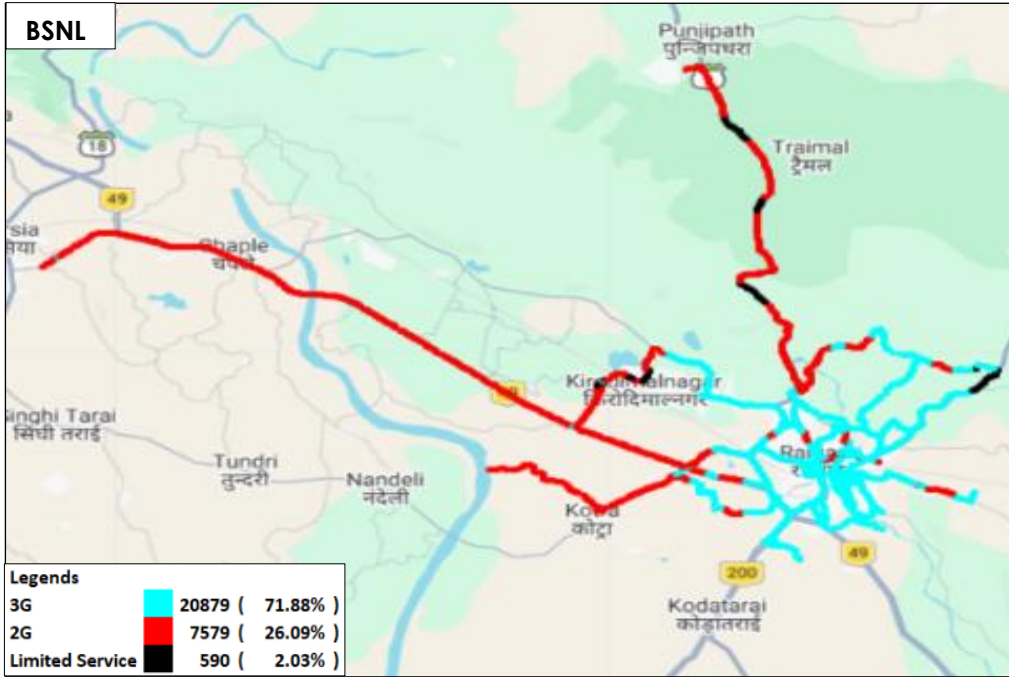 BSNL
Punjipath
पुन्जिपथरा
Traimal
ट्रैमल
18
49
sia
Chaple
Kirodimalnagar
किरोदिमाल्नगर
Singhi Tarai
सिंघी तराई
Tundri
तुन्दरी
Nandeli
नंदेली
Kotra
कोट्रा
49
200
Kodatarai
कोड़ातराई
Legends
3G 20879 ( 71.88% )
2G 7579 ( 26.09% )
Limited Service 590 ( 2.03% )